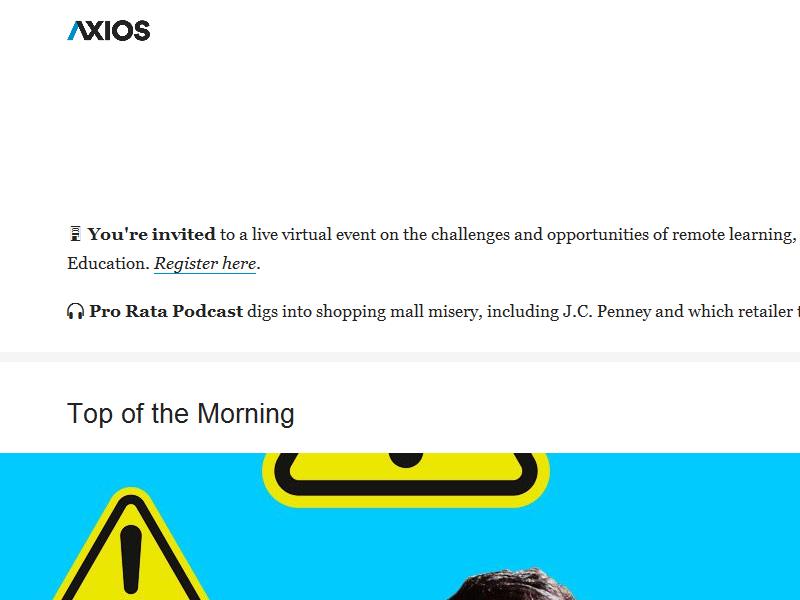 AXIOS
You're invited to a live virtual event on the challenges and opportunities of remote learning,
Education. Register here.
Pro Rata Podcast digs into shopping mall misery, including J.C. Penney and which retailer
Top of the Morning